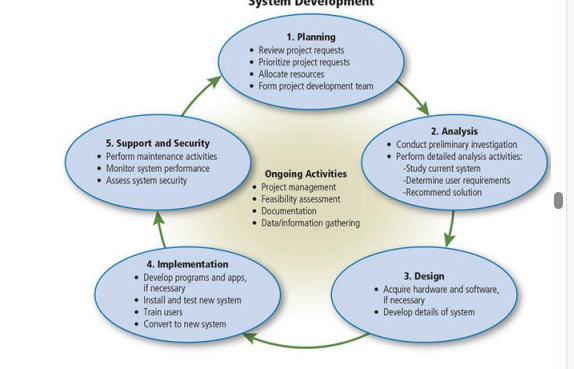 System Development
1. Planning
• Review project requests
• Prioritize project requests
• Allocate resources
• Form project development team
2. Analysis
• Conduct preliminary investigation
• Perform detailed analysis activities:
-Study current system
-Determine user requirements
-Recommend solution
3. Design
• Acquire hardware and software,
if necessary
• Develop details of system
4. Implementation
• Develop programs and apps,
if necessary
• Install and test new system
• Train users
• Convert to new system
5. Support and Security
• Perform maintenance activities
• Monitor system performance
• Assess system security
Ongoing Activities
• Project management
• Feasibility assessment
• Documentation
• Data/information gathering